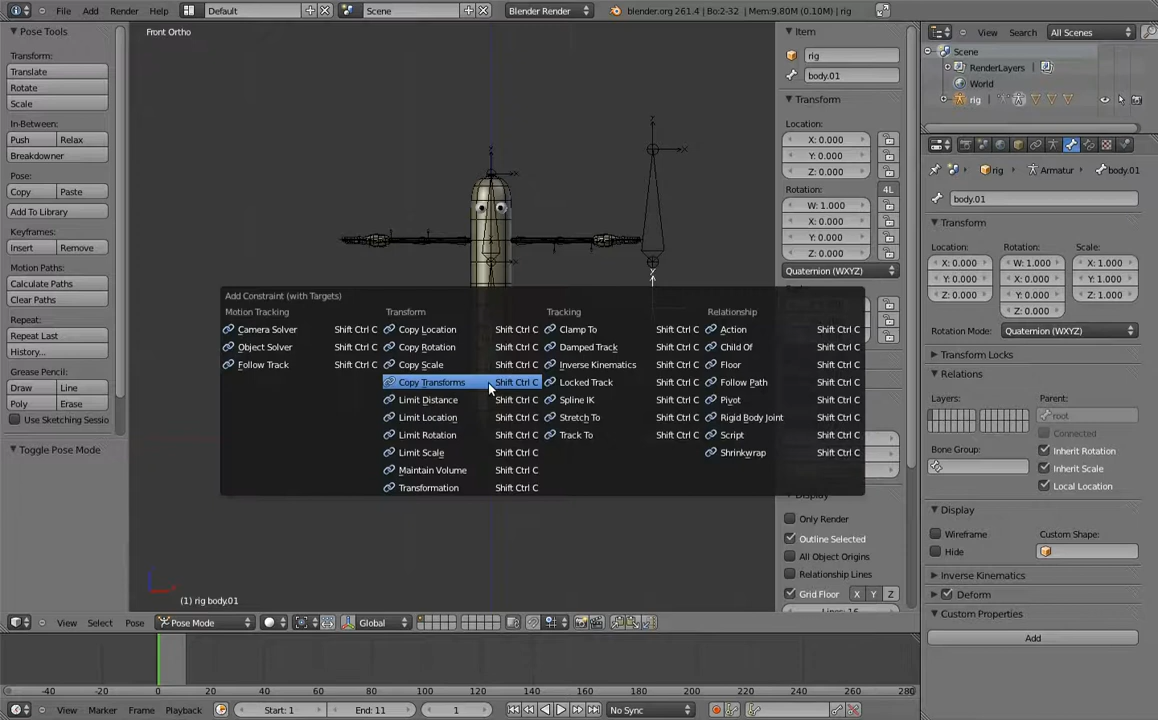 File Add Render Help Default Scene Blender Render blender.org 261.4 | Bo:2-32 | Mem:9.80M (0.10M) | rig
Pose Tools
Transform:
Translate
Rotate
Scale
In-Between:
Push Relax
Breakdowner
Pose:
Copy Paste
Add To Library
Keyframes:
Insert Remove
Motion Paths:
Calculate Paths
Clear Paths
Repeat:
Repeat Last
History...
Grease Pencil:
Draw Line
Poly Erase
Use Sketching Sessio
Toggle Pose Mode
Front Ortho
Add Constraint (with Targets)
Motion Tracking
Camera Solver Shift Ctrl C
Object Solver Shift Ctrl C
Follow Track Shift Ctrl C
Transform
Copy Location Shift Ctrl C
Copy Rotation Shift Ctrl C
Copy Scale Shift Ctrl C
Copy Transforms Shift Ctrl C
Limit Distance Shift Ctrl C
Limit Location Shift Ctrl C
Limit Rotation Shift Ctrl C
Limit Scale Shift Ctrl C
Maintain Volume Shift Ctrl C
Transformation Shift Ctrl C
Tracking
Clamp To Shift Ctrl C
Damped Track Shift Ctrl C
Inverse Kinematics Shift Ctrl C
Locked Track Shift Ctrl C
Spline IK Shift Ctrl C
Stretch To Shift Ctrl C
Track To Shift Ctrl C
Relationship
Action Shift Ctrl C
Child Of Shift Ctrl C
Floor Shift Ctrl C
Follow Path Shift Ctrl C
Pivot Shift Ctrl C
Rigid Body Joint Shift Ctrl C
Script Shift Ctrl C
Shrinkwrap Shift Ctrl C
(1) rig body.01
View Select Pose Pose Mode Global
Item
rig
body.01
Transform
Location:
X: 0.000
Y: 0.000
Z: 0.000
Rotation: 4L
W: 1.000
X: 0.000
Y: 0.000
Z: 0.000
Quaternion (WXYZ)
Display
Only Render
Outline Selected
All Object Origins
Relationship Lines
Grid Floor X Y Z
Lines: 16
View Search All Scenes
Scene
RenderLayers
World
rig
rig Armatur body.01
body.01
Transform
Location: Rotation: Scale:
X: 0.000 W: 1.000 X: 1.000
Y: 0.000 X: 0.000 Y: 1.000
Z: 0.000 Y: 0.000 Z: 1.000
Z: 0.000
Rotation Mode: Quaternion (WXYZ)
Transform Locks
Relations
Layers: Parent:
root
Connected
Bone Group: Inherit Rotation
Inherit Scale
Local Location
Display
Wireframe Custom Shape:
Hide
Inverse Kinematics
Deform
Custom Properties
Add
-40 -20 0 20 40 60 80 100 120 140 160 180 200 220 240 260 280
View Marker Frame Playback Start: 1 End: 11 1 No Sync